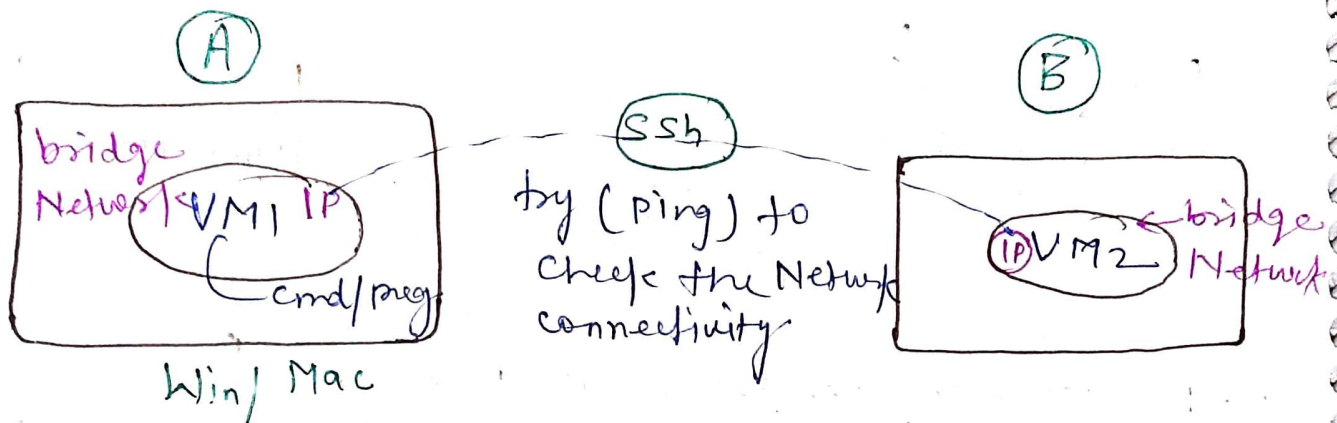 A
B
bridge
Network
VM1 IP
cmd/prog
Win/ Mac
ssh
by (Ping) to
Check the Network
connectivity
IP VM2
bridge
Network